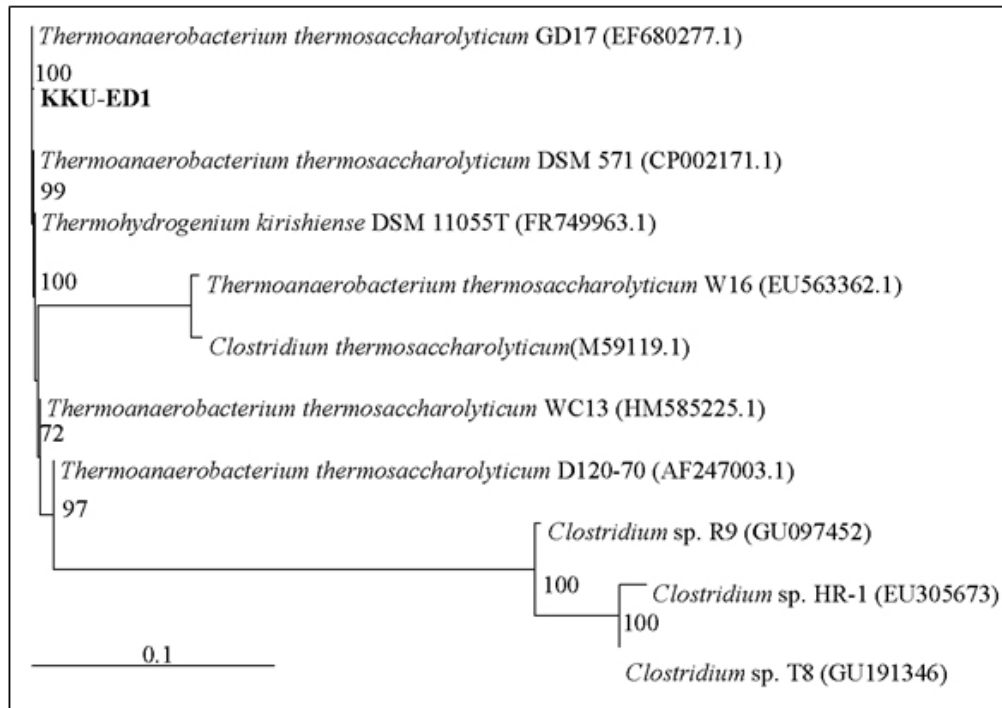 Thermoanaerobacterium thermosaccharolyticum GD17 (EF680277.1)
100
KKU-ED1
Thermoanaerobacterium thermosaccharolyticum DSM 571 (CP002171.1)
99
Thermohydrogenium kirishiense DSM 11055T (FR749963.1)
100
Thermoanaerobacterium thermosaccharolyticum W16 (EU563362.1)
Clostridium thermosaccharolyticum(M59119.1)
Thermoanaerobacterium thermosaccharolyticum WC13 (HM585225.1)
72
Thermoanaerobacterium thermosaccharolyticum D120-70 (AF247003.1)
97
Clostridium sp. R9 (GU097452)
100
Clostridium sp. HR-1 (EU305673)
100
0.1
Clostridium sp. T8 (GU191346)